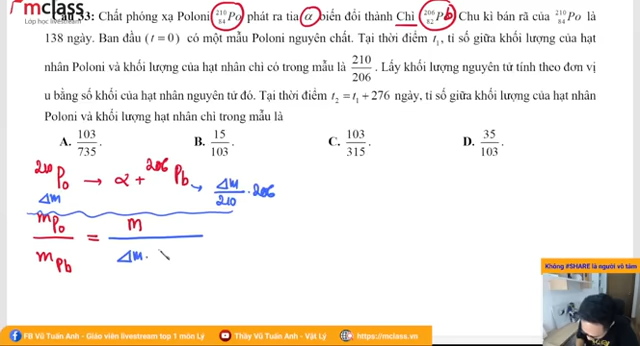 mclass
Lớp học livestream
Câu 33: Chất phóng xạ Poloni ²¹⁰₈₄Po phát ra tia α biến đổi thành Chì ²⁰⁶₈₂Pb. Chu kì bán rã của ²¹⁰₈₄Po là
138 ngày. Ban đầu (t = 0) có một mẫu Poloni nguyên chất. Tại thời điểm t₁, tỉ số giữa khối lượng của hạt
nhân Poloni và khối lượng của hạt nhân chì có trong mẫu là 210/206. Lấy khối lượng nguyên tử tính theo đơn vị
u bằng số khối của hạt nhân nguyên tử đó. Tại thời điểm t₂ = t₁ + 276 ngày, tỉ số giữa khối lượng của hạt nhân
Poloni và khối lượng hạt nhân chì trong mẫu là
A. 103/735. B. 15/103. C. 103/315. D. 35/103.
²¹⁰Po → α + ²⁰⁶Pb
Δm → Δm/210 · 206
mPo/mPb = m/Δm.
Không #SHARE là người vô tâm
FB Vũ Tuấn Anh - Giáo viên livestream top 1 môn Lý
Thầy Vũ Tuấn Anh - Vật Lý
https://mclass.vn